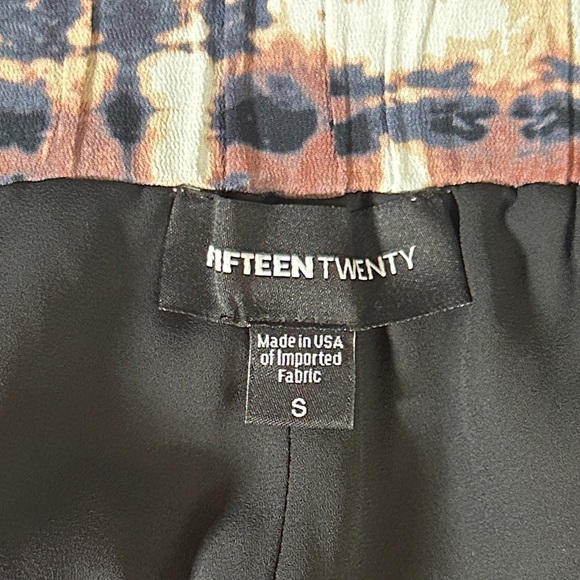 FIFTEEN TWENTY
Made in USA
of Imported
Fabric
S